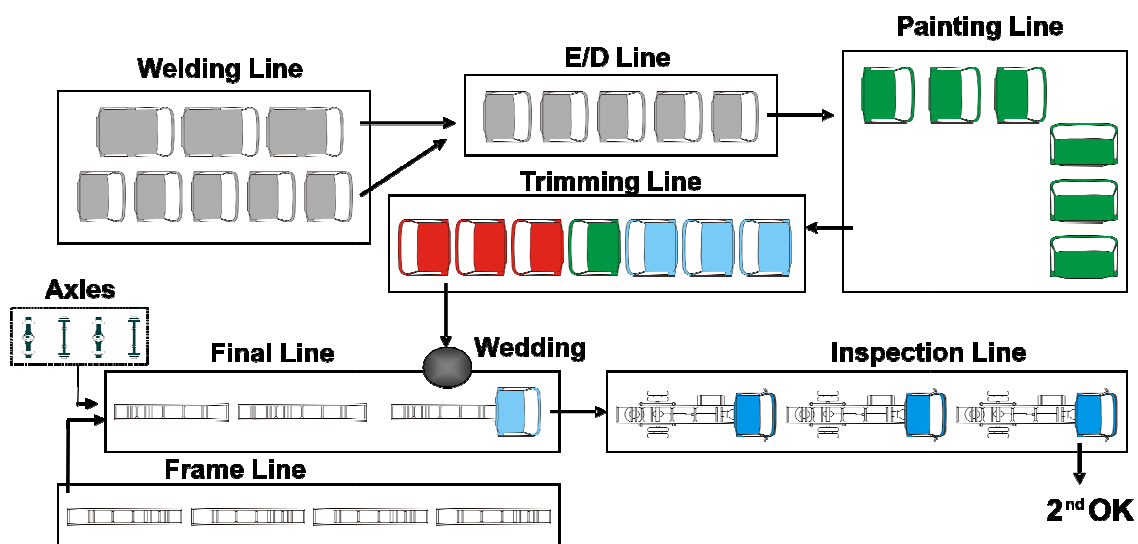 Painting Line
E/D Line
Welding Line
Trimming Line
Axles
Final Line
Wedding
Inspection Line
Frame Line
2nd OK